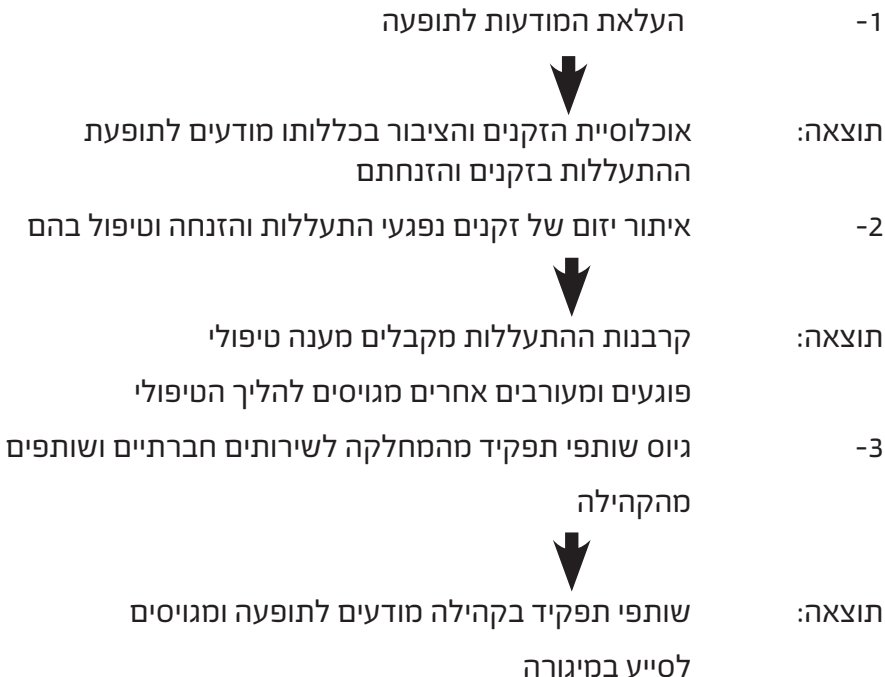 1- העלאת המודעות לתופעה
תוצאה: אוכלוסיית הזקנים והציבור בכללותו מודעים לתופעת
ההתעללות בזקנים והזנחתם
2- איתור יזום של זקנים נפגעי התעללות והזנחה וטיפול בהם
תוצאה: קרבנות ההתעללות מקבלים מענה טיפולי
פוגעים ומעורבים אחרים מגויסים להליך הטיפולי
3- גיוס שותפי תפקיד מהמחלקה לשירותים חברתיים ושותפים
מהקהילה
תוצאה: שותפי תפקיד בקהילה מודעים לתופעה ומגויסים
לסייע במיגורה